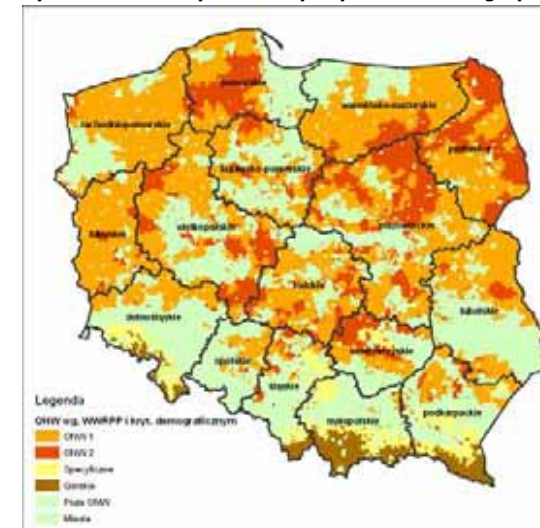 pomorskie
warmińsko-mazurskie
zachodniopomorskie
podlaskie
kujawsko-pomorskie
mazowieckie
wielkopolskie
lubuskie
łódzkie
lubelskie
dolnośląskie
opolskie
śląskie
świętokrzyskie
małopolskie
podkarpackie
Legenda
ONW wg. WWRPP i kryt. demograficznym
ONW 1
ONW 2
Specyficzne
Górskie
Poza ONW
Miasta